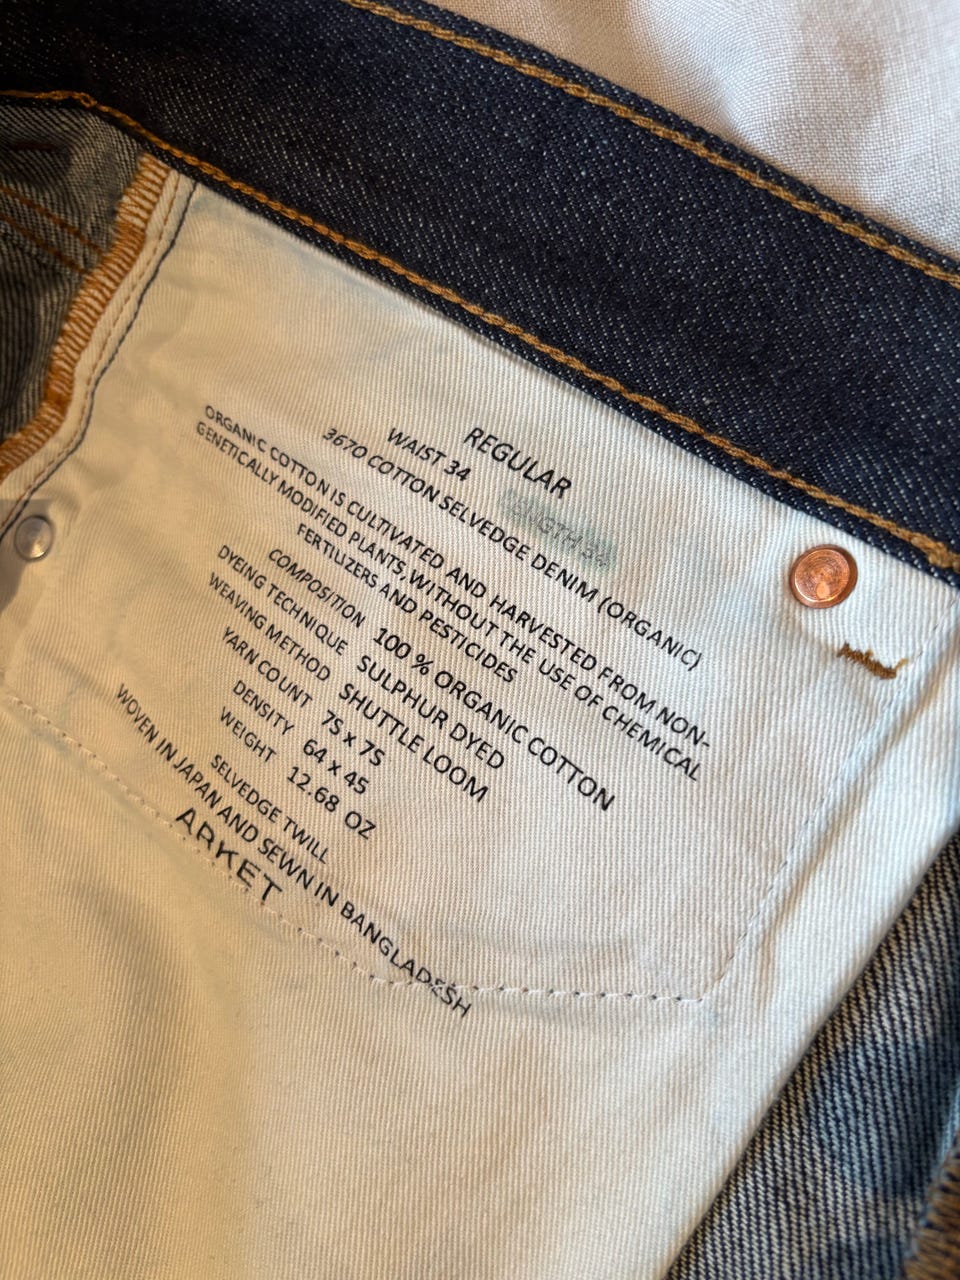 REGULAR
WAIST 34 LENGTH 34
3670 COTTON SELVEDGE DENIM (ORGANIC)
ORGANIC COTTON IS CULTIVATED AND HARVESTED FROM NON-
GENETICALLY MODIFIED PLANTS,WITHOUT THE USE OF CHEMICAL
FERTILIZERS AND PESTICIDES
COMPOSITION 100 % ORGANIC COTTON
DYEING TECHNIQUE SULPHUR DYED
WEAVING METHOD SHUTTLE LOOM
YARN COUNT 7S x 7S
DENSITY 64 x 45
WEIGHT 12.68 OZ
SELVEDGE TWILL
WOVEN IN JAPAN AND SEWN IN BANGLADESH
ARKET